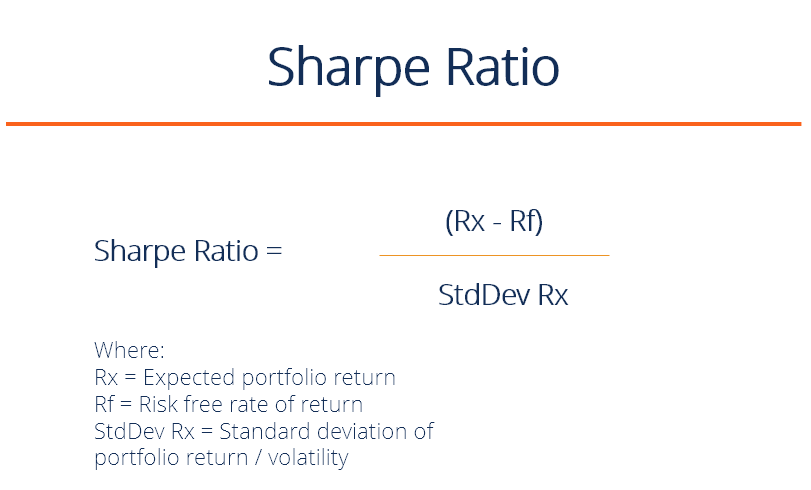 Sharpe Ratio
(Rx - Rf)
Sharpe Ratio =
StdDev Rx
Where:
Rx = Expected portfolio return
Rf = Risk free rate of return
StdDev Rx = Standard deviation of
portfolio return / volatility